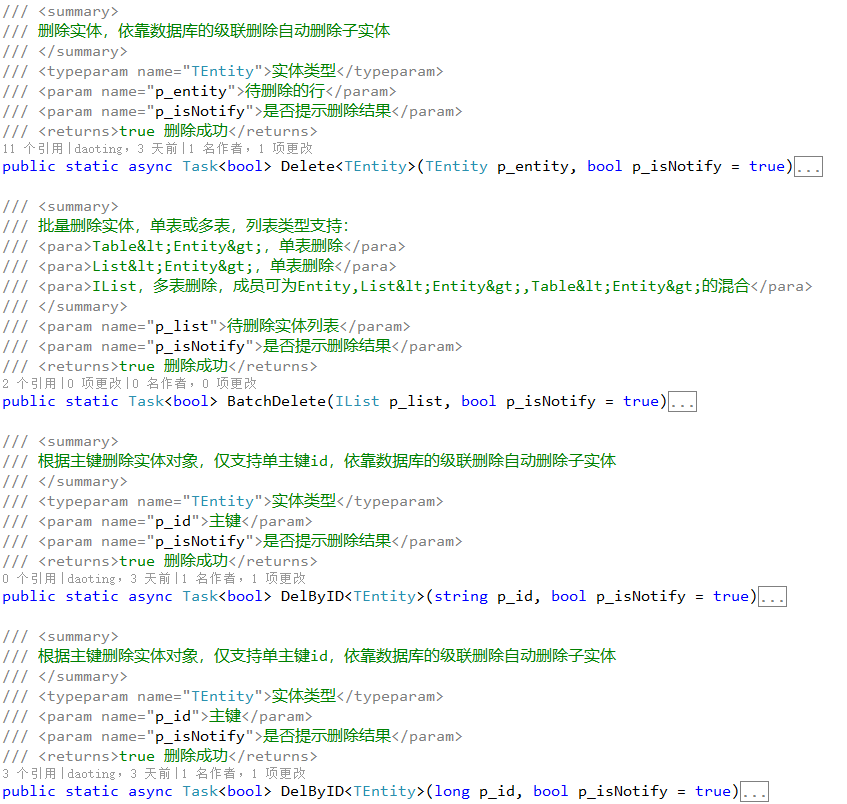 /// <summary>
/// 删除实体，依靠数据库的级联删除自动删除子实体
/// </summary>
/// <typeparam name="TEntity">实体类型</typeparam>
/// <param name="p_entity">待删除的行</param>
/// <param name="p_isNotify">是否提示删除结果</param>
/// <returns>true 删除成功</returns>
11 个引用|daoting，3 天前|1 名作者，1 项更改
public static async Task<bool> Delete<TEntity>(TEntity p_entity, bool p_isNotify = true)...
/// <summary>
/// 批量删除实体，单表或多表，列表类型支持：
/// <para>Table&lt;Entity&gt;，单表删除</para>
/// <para>List&lt;Entity&gt;，单表删除</para>
/// <para>IList，多表删除，成员可为Entity,List&lt;Entity&gt;,Table&lt;Entity&gt;的混合</para>
/// </summary>
/// <param name="p_list">待删除实体列表</param>
/// <param name="p_isNotify">是否提示删除结果</param>
/// <returns>true 删除成功</returns>
2 个引用|0 项更改|0 名作者，0 项更改
public static Task<bool> BatchDelete(IList p_list, bool p_isNotify = true)...
/// <summary>
/// 根据主键删除实体对象，仅支持单主键id，依靠数据库的级联删除自动删除子实体
/// </summary>
/// <typeparam name="TEntity">实体类型</typeparam>
/// <param name="p_id">主键</param>
/// <param name="p_isNotify">是否提示删除结果</param>
/// <returns>true 删除成功</returns>
0 个引用|daoting，3 天前|1 名作者，1 项更改
public static async Task<bool> DelByID<TEntity>(string p_id, bool p_isNotify = true)...
/// <summary>
/// 根据主键删除实体对象，仅支持单主键id，依靠数据库的级联删除自动删除子实体
/// </summary>
/// <typeparam name="TEntity">实体类型</typeparam>
/// <param name="p_id">主键</param>
/// <param name="p_isNotify">是否提示删除结果</param>
/// <returns>true 删除成功</returns>
3 个引用|daoting，3 天前|1 名作者，1 项更改
public static async Task<bool> DelByID<TEntity>(long p_id, bool p_isNotify = true)...